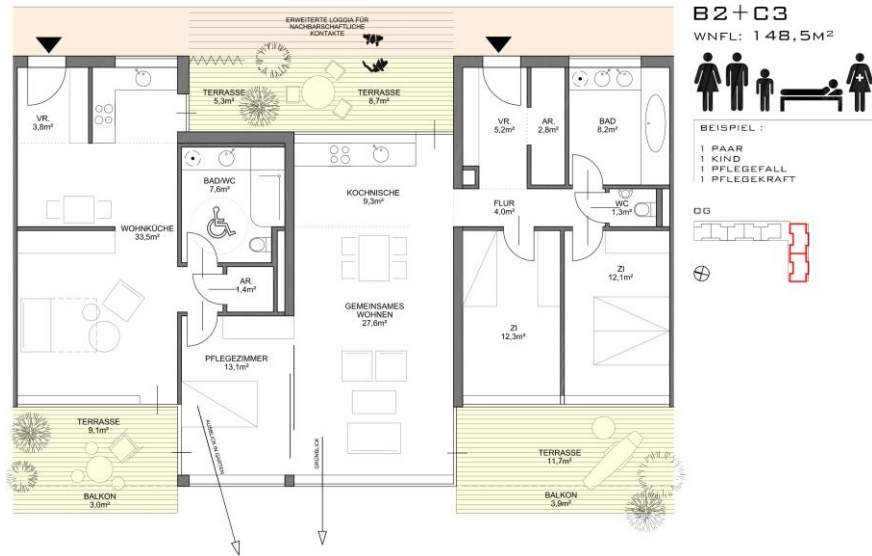 ERWEITERTE LOGGIA FÜR
NACHBARSCHAFTLICHE
KONTAKTE
B2+C3
WNFL: 148,5M²
BEISPIEL :
1 PAAR
1 KIND
1 PFLEGEFALL
1 PFLEGEKRAFT
OG
TERRASSE
5,3m²
TERRASSE
8,7m²
VR.
3,8m²
VR.
5,2m²
AR.
2,8m²
BAD
8,2m²
BAD/WC
7,6m²
KOCHNISCHE
9,3m²
FLUR
4,0m²
WC
1,3m²
WOHNKÜCHE
33,5m²
AR.
1,4m²
GEMEINSAMES
WOHNEN
27,6m²
ZI
12,3m²
ZI
12,1m²
PFLEGEZIMMER
13,1m²
TERRASSE
9,1m²
AUSBLICK IN GARTEN
GRÜNBLICK
TERRASSE
11,7m²
BALKON
3,0m²
BALKON
3,9m²